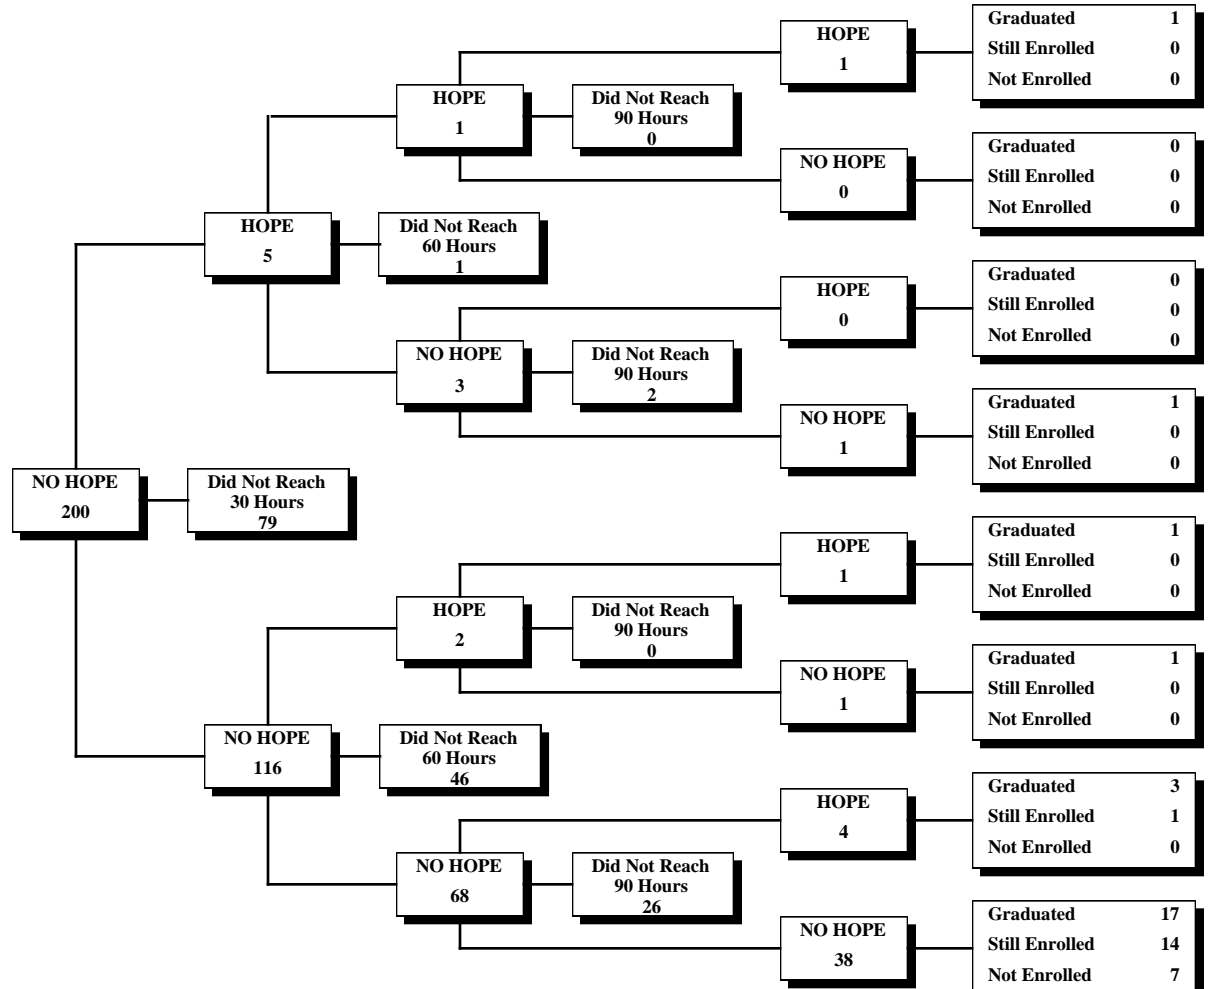 HOPE
1
Graduated 1
Still Enrolled 0
Not Enrolled 0
HOPE
1
Did Not Reach
90 Hours
0
NO HOPE
0
Graduated 0
Still Enrolled 0
Not Enrolled 0
HOPE
5
Did Not Reach
60 Hours
1
HOPE
0
Graduated 0
Still Enrolled 0
Not Enrolled 0
NO HOPE
3
Did Not Reach
90 Hours
2
NO HOPE
1
Graduated 1
Still Enrolled 0
Not Enrolled 0
NO HOPE
200
Did Not Reach
30 Hours
79
HOPE
1
Graduated 1
Still Enrolled 0
Not Enrolled 0
HOPE
2
Did Not Reach
90 Hours
0
NO HOPE
1
Graduated 1
Still Enrolled 0
Not Enrolled 0
NO HOPE
116
Did Not Reach
60 Hours
46
HOPE
4
Graduated 3
Still Enrolled 1
Not Enrolled 0
NO HOPE
68
Did Not Reach
90 Hours
26
NO HOPE
38
Graduated 17
Still Enrolled 14
Not Enrolled 7